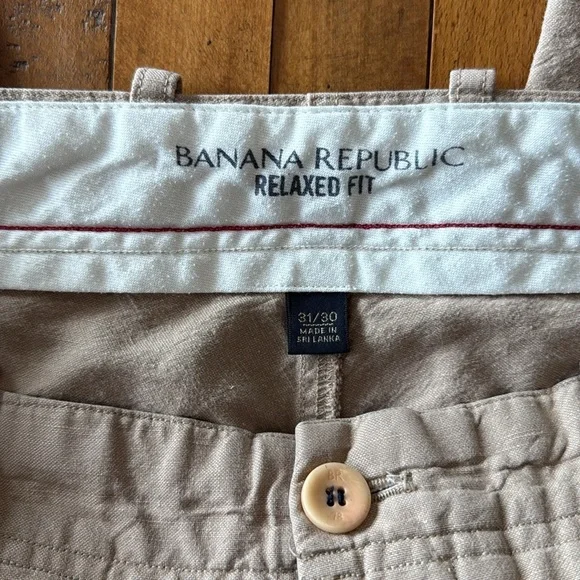 BANANA REPUBLIC
RELAXED FIT
31/30
MADE IN
SRI LANKA